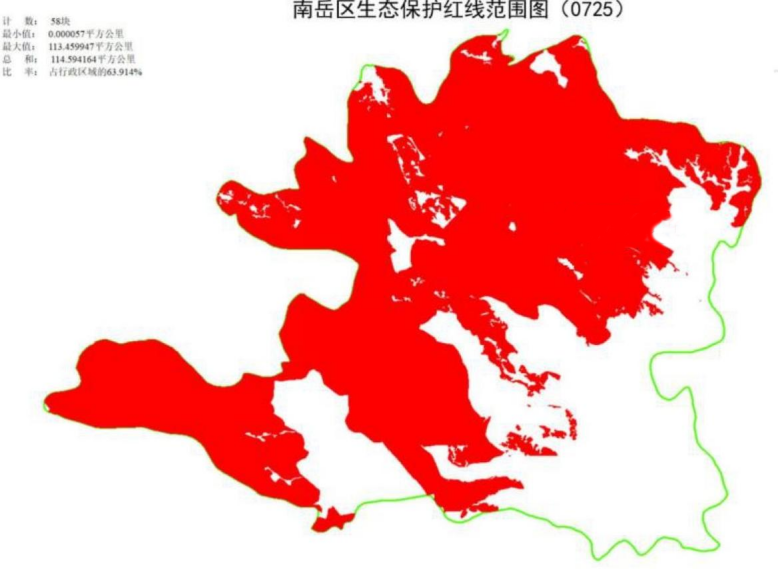 南岳区生态保护红线范围图（0725）
计 数： 58块
最小值： 0.000057平方公里
最大值： 113.459947平方公里
总 和： 114.594164平方公里
比 率： 占行政区域的63.914%